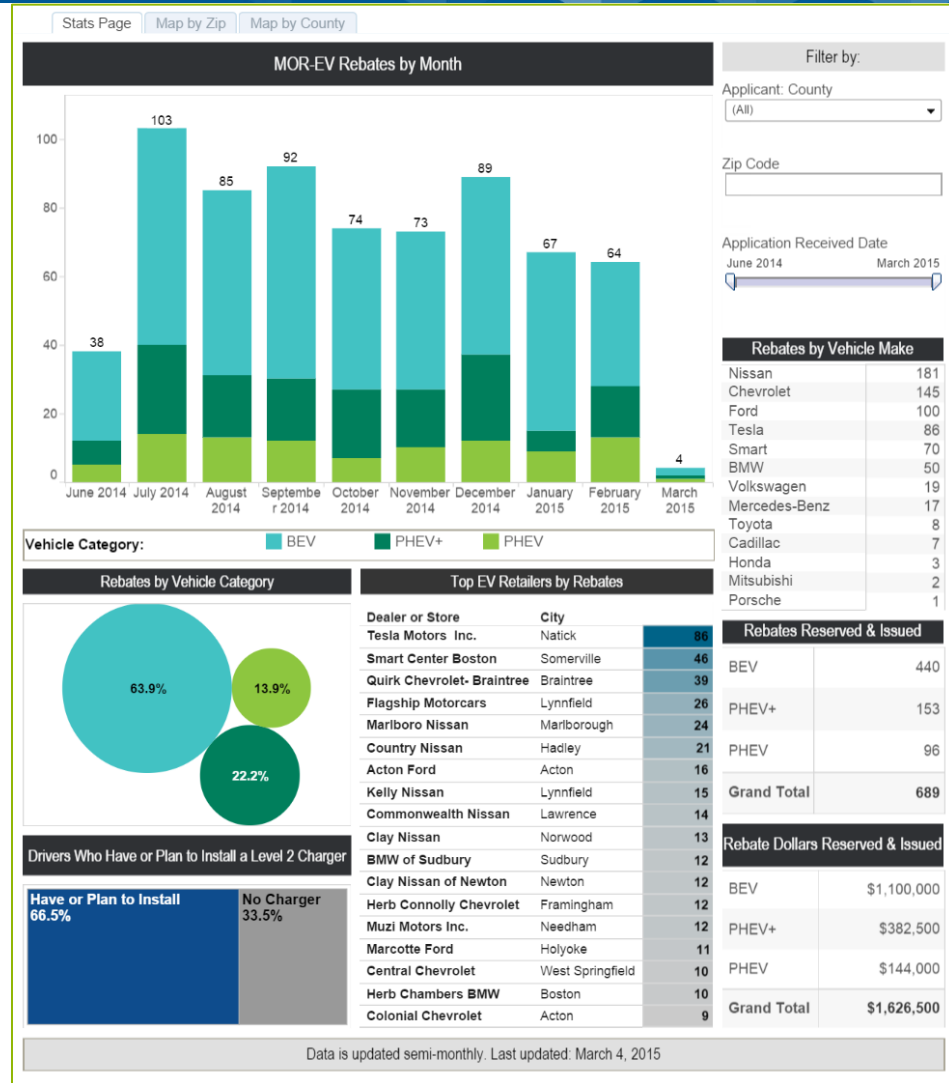 Stats Page Map by Zip Map by County
MOR-EV Rebates by Month
100
80
60
40
20
0
38
103
85
92
74
73
89
67
64
4
June 2014 July 2014 August Septembe October November December January February March
2014 r 2014 2014 2014 2014 2015 2015 2015
Vehicle Category: BEV PHEV+ PHEV
Filter by:
Applicant: County
(All)
Zip Code
Application Received Date
June 2014 March 2015
Rebates by Vehicle Make
Nissan 181
Chevrolet 145
Ford 100
Tesla 86
Smart 70
BMW 50
Volkswagen 19
Mercedes-Benz 17
Toyota 8
Cadillac 7
Honda 3
Mitsubishi 2
Porsche 1
Rebates by Vehicle Category
63.9%
13.9%
22.2%
Drivers Who Have or Plan to Install a Level 2 Charger
Have or Plan to Install No Charger
66.5% 33.5%
Top EV Retailers by Rebates
Dealer or Store City
Tesla Motors Inc. Natick 86
Smart Center Boston Somerville 46
Quirk Chevrolet- Braintree Braintree 39
Flagship Motorcars Lynnfield 26
Marlboro Nissan Marlborough 24
Country Nissan Hadley 21
Acton Ford Acton 16
Kelly Nissan Lynnfield 15
Commonwealth Nissan Lawrence 14
Clay Nissan Norwood 13
BMW of Sudbury Sudbury 12
Clay Nissan of Newton Newton 12
Herb Connolly Chevrolet Framingham 12
Muzi Motors Inc. Needham 12
Marcotte Ford Holyoke 11
Central Chevrolet West Springfield 10
Herb Chambers BMW Boston 10
Colonial Chevrolet Acton 9
Rebates Reserved & Issued
BEV 440
PHEV+ 153
PHEV 96
Grand Total 689
Rebate Dollars Reserved & Issued
BEV $1,100,000
PHEV+ $382,500
PHEV $144,000
Grand Total $1,626,500
Data is updated semi-monthly. Last updated: March 4, 2015